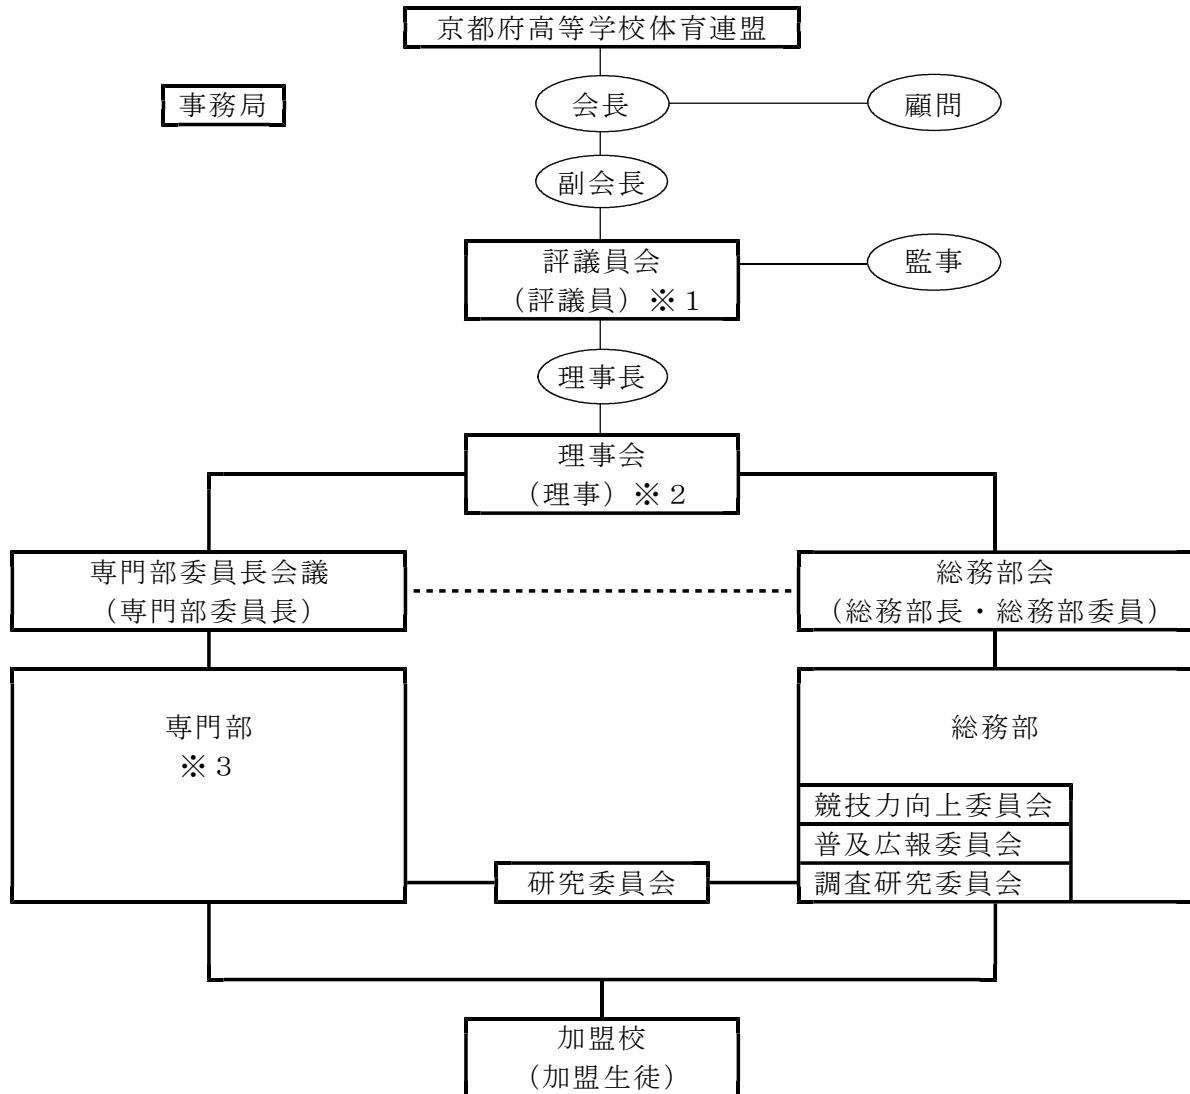 京都府高等学校体育連盟
事務局
会長
顧問
副会長
評議員会
（評議員）※１
監事
理事長
理事会
（理事）※２
専門部委員長会議
（専門部委員長）
総務部会
（総務部長・総務部委員）
専門部
※３
総務部
競技力向上委員会
普及広報委員会
調査研究委員会
研究委員会
加盟校
（加盟生徒）